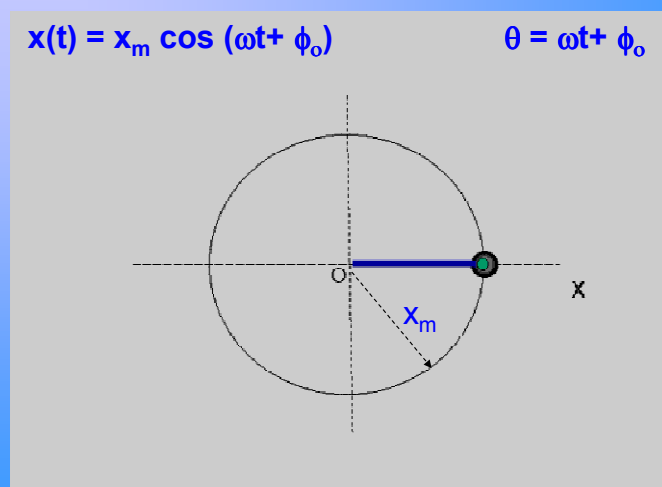 x(t) = xₘ cos (ωt+ ϕₒ) θ = ωt+ ϕₒ
O
x
xₘ